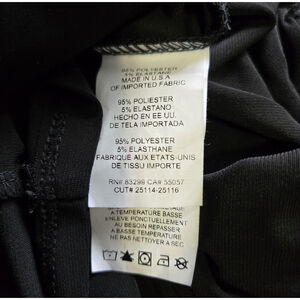 95% POLYESTER
5% ELASTANE
MADE IN U.S.A
OF IMPORTED FABRIC
95% POLIESTER
5% ELASTANO
HECHO EN EE UU.
DE TELA IMPORTADA
95% POLYESTER
5% ELASTHANE
FABRIQUE AUX ETATS-UNIS
DE TISSU IMPORTE
RN# 83299 CA# 55057
CUT# 25114-25116
A TEMPERATURE BASSE
ENLEVE PONCTUELLEMENT
AU BESOIN REPASSER
A BASSE TEMPERATURE
NE PAS NETTOYER A SEC